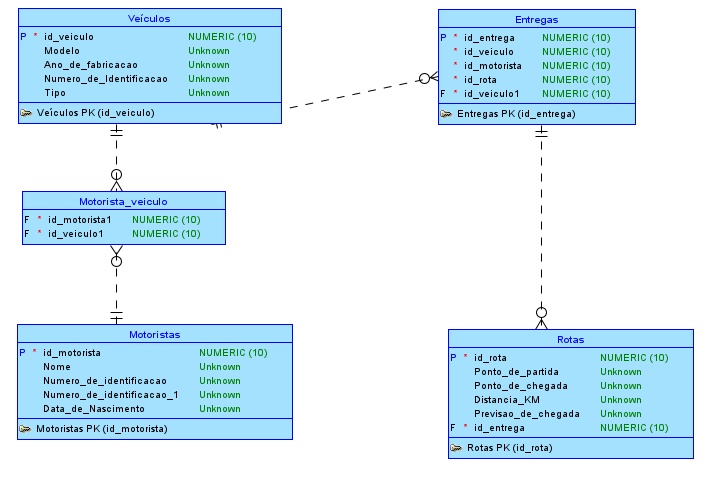 Veículos
P * id_veiculo NUMERIC (10)
Modelo Unknown
Ano_de_fabricacao Unknown
Numero_de_Identificacao Unknown
Tipo Unknown
Veículos PK (id_veiculo)
Entregas
P * id_entrega NUMERIC (10)
* id_veiculo NUMERIC (10)
* id_motorista NUMERIC (10)
* id_rota NUMERIC (10)
F * id_veiculo1 NUMERIC (10)
Entregas PK (id_entrega)
Motorista_veiculo
F * id_motorista1 NUMERIC (10)
F * id_veiculo1 NUMERIC (10)
Motoristas
P * id_motorista NUMERIC (10)
Nome Unknown
Numero_de_identificacao Unknown
Numero_de_identificacao_1 Unknown
Data_de_Nascimento Unknown
Motoristas PK (id_motorista)
Rotas
P * id_rota NUMERIC (10)
Ponto_de_partida Unknown
Ponto_de_chegada Unknown
Distancia_KM Unknown
Previsao_de_chegada Unknown
F * id_entrega NUMERIC (10)
Rotas PK (id_rota)